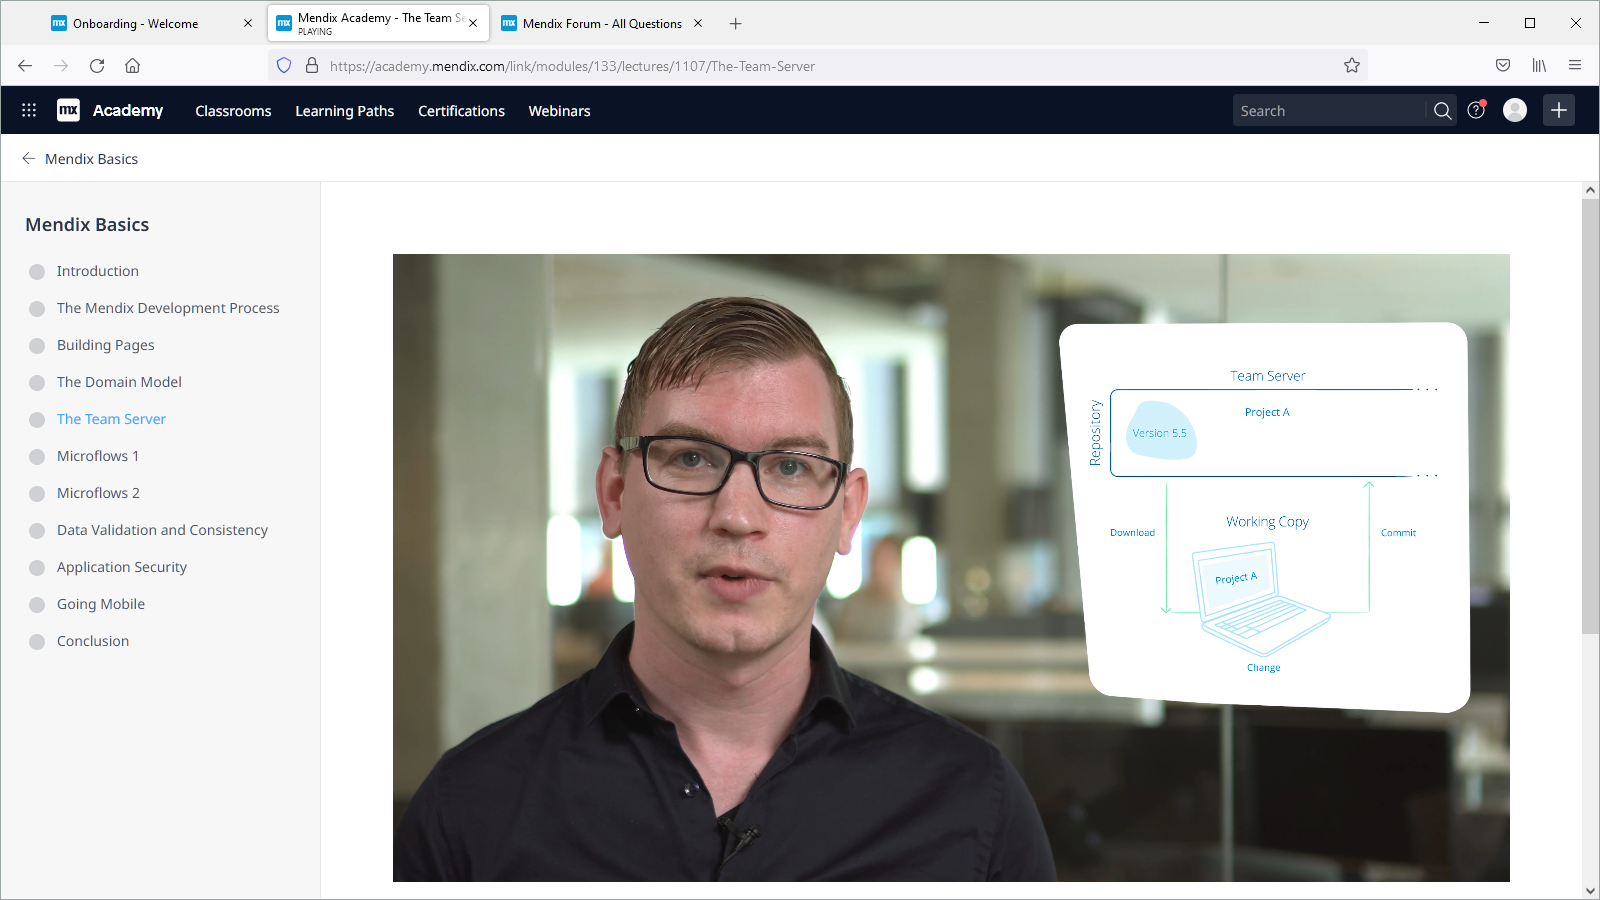 Onboarding - Welcome
Mendix Academy - The Team Se
PLAYING
Mendix Forum - All Questions
https://academy.mendix.com/link/modules/133/lectures/1107/The-Team-Server
mx
Academy
Classrooms
Learning Paths
Certifications
Webinars
Search
Mendix Basics
Mendix Basics
Introduction
The Mendix Development Process
Building Pages
The Domain Model
The Team Server
Microflows 1
Microflows 2
Data Validation and Consistency
Application Security
Going Mobile
Conclusion
Team Server
Repository
Project A
Version 5.5
Download
Working Copy
Commit
Project A
Change